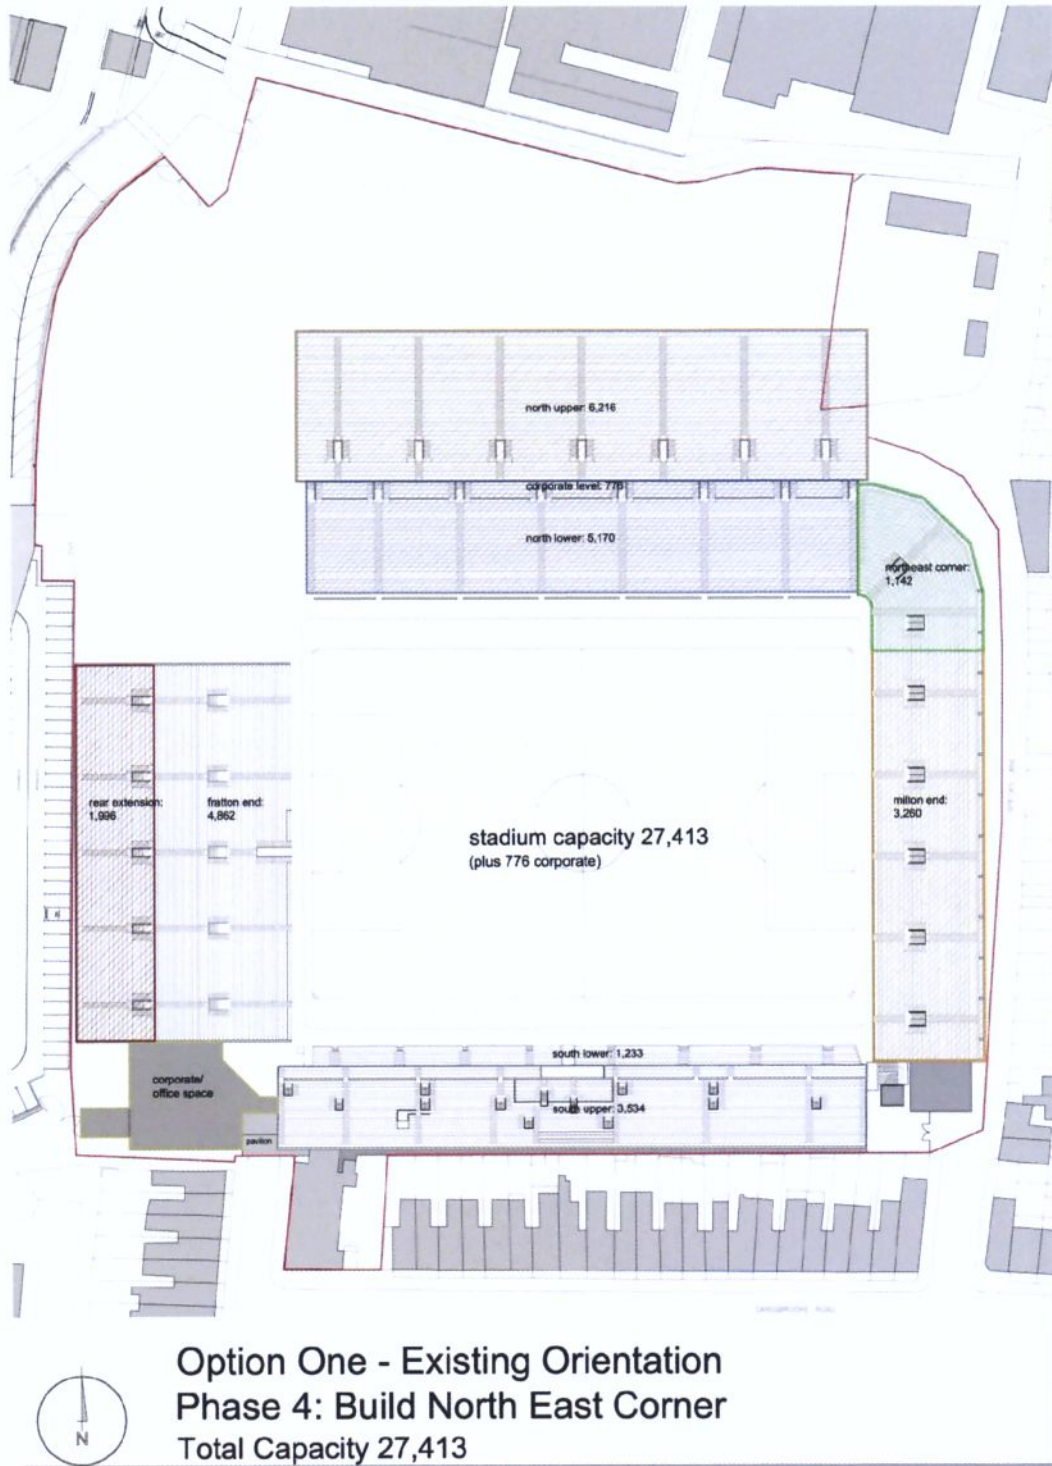 north upper: 6,216
corporate level: 776
north lower: 5,170
northeast corner:
1,142
rear extension:
1,996
fratton end:
4,862
milton end:
3,260
stadium capacity 27,413
(plus 776 corporate)
south lower: 1,233
corporate/
office space
south upper: 3,534
pavilion
N
Option One - Existing Orientation
Phase 4: Build North East Corner
Total Capacity 27,413